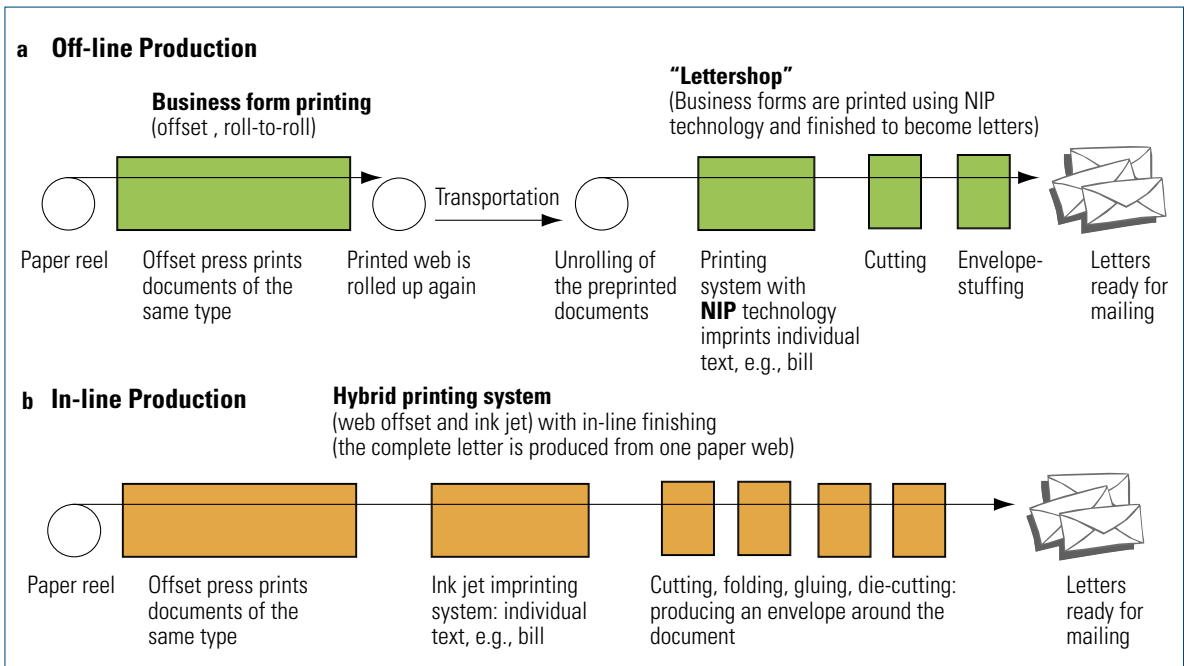 a Off-line Production
Business form printing
(offset , roll-to-roll)
“Lettershop”
(Business forms are printed using NIP
technology and finished to become letters)
Transportation
Paper reel
Offset press prints
documents of the
same type
Printed web is
rolled up again
Unrolling of
the preprinted
documents
Printing
system with
NIP technology
imprints individual
text, e.g., bill
Cutting
Envelope-
stuffing
Letters
ready for
mailing
b In-line Production
Hybrid printing system
(web offset and ink jet) with in-line finishing
(the complete letter is produced from one paper web)
Paper reel
Offset press prints
documents of the
same type
Ink jet imprinting
system: individual
text, e.g., bill
Cutting, folding, gluing, die-cutting:
producing an envelope around the
document
Letters
ready for
mailing